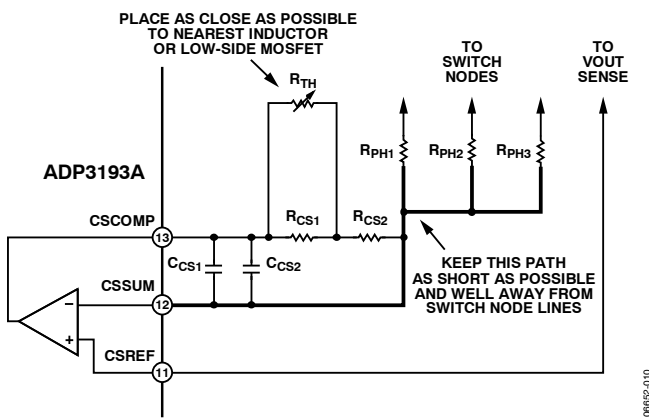 PLACE AS CLOSE AS POSSIBLE
TO NEAREST INDUCTOR
OR LOW-SIDE MOSFET
TO
SWITCH
NODES
TO
VOUT
SENSE
RTH
RPH1
RPH2
RPH3
ADP3193A
CSCOMP
13
RCS1
RCS2
CCS1
CCS2
KEEP THIS PATH
AS SHORT AS POSSIBLE
AND WELL AWAY FROM
SWITCH NODE LINES
CSSUM
12
–
+
CSREF
11
06652-010